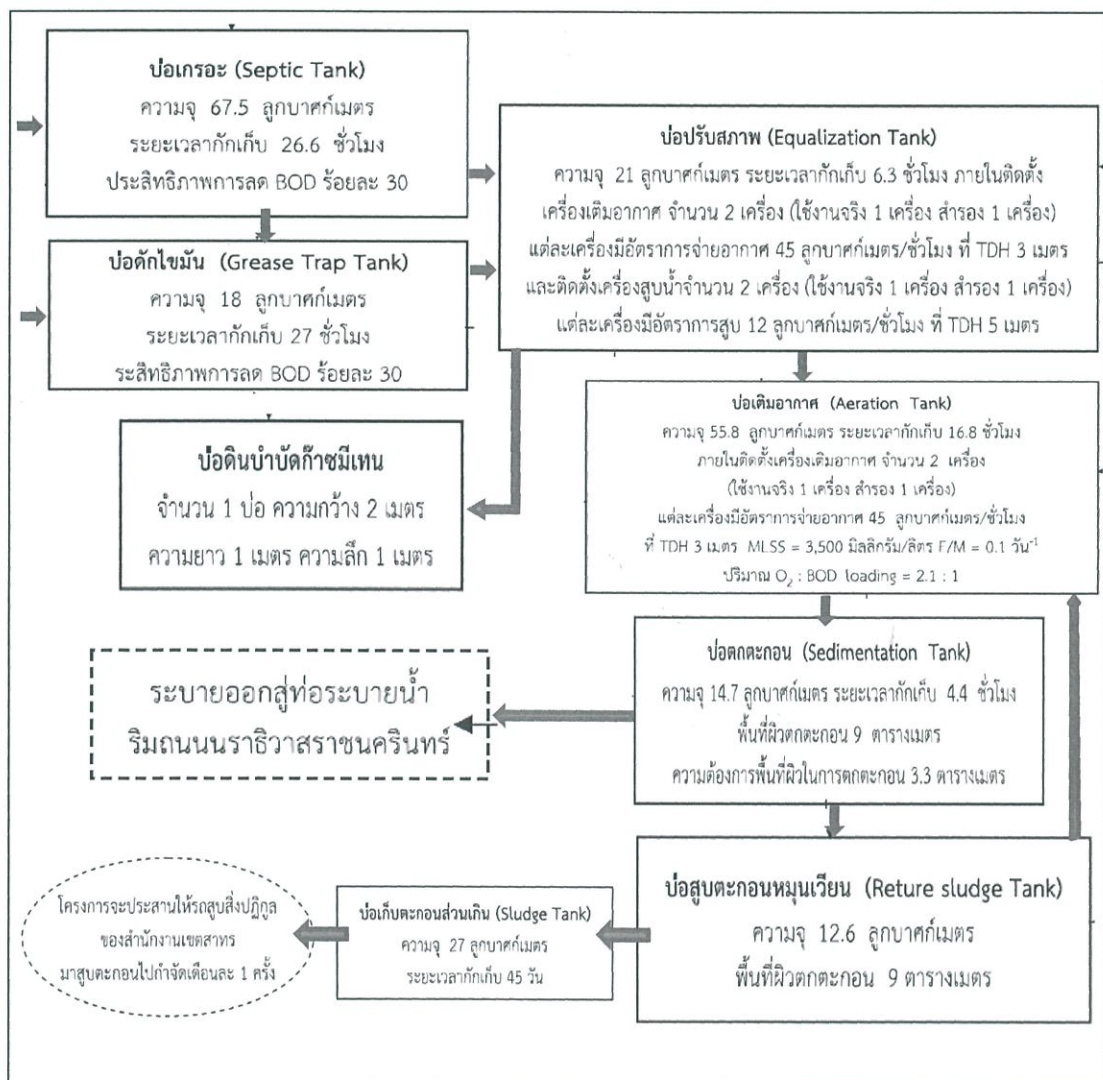 บ่อเกรอะ (Septic Tank)
ความจุ 67.5 ลูกบาศก์เมตร
ระยะเวลากักเก็บ 26.6 ชั่วโมง
ประสิทธิภาพการลด BOD ร้อยละ 30
บ่อดักไขมัน (Grease Trap Tank)
ความจุ 18 ลูกบาศก์เมตร
ระยะเวลากักเก็บ 27 ชั่วโมง
ระสิทธิภาพการลด BOD ร้อยละ 30
บ่อปรับสภาพ (Equalization Tank)
ความจุ 21 ลูกบาศก์เมตร ระยะเวลากักเก็บ 6.3 ชั่วโมง ภายในติดตั้ง
เครื่องเติมอากาศ จำนวน 2 เครื่อง (ใช้งานจริง 1 เครื่อง สำรอง 1 เครื่อง)
แต่ละเครื่องมีอัตราการจ่ายอากาศ 45 ลูกบาศก์เมตร/ชั่วโมง ที่ TDH 3 เมตร
และติดตั้งเครื่องสูบน้ำจำนวน 2 เครื่อง (ใช้งานจริง 1 เครื่อง สำรอง 1 เครื่อง)
แต่ละเครื่องมีอัตราการสูบ 12 ลูกบาศก์เมตร/ชั่วโมง ที่ TDH 5 เมตร
บ่อดินบำบัดก๊าซมีเทน
จำนวน 1 บ่อ ความกว้าง 2 เมตร
ความยาว 1 เมตร ความลึก 1 เมตร
บ่อเติมอากาศ (Aeration Tank)
ความจุ 55.8 ลูกบาศก์เมตร ระยะเวลากักเก็บ 16.8 ชั่วโมง
ภายในติดตั้งเครื่องเติมอากาศ จำนวน 2 เครื่อง
(ใช้งานจริง 1 เครื่อง สำรอง 1 เครื่อง)
แต่ละเครื่องมีอัตราการจ่ายอากาศ 45 ลูกบาศก์เมตร/ชั่วโมง
ที่ TDH 3 เมตร MLSS = 3,500 มิลลิกรัม/ลิตร F/M = 0.1 วัน⁻¹
ปริมาณ O₂ : BOD loading = 2.1 : 1
บ่อตกตะกอน (Sedimentation Tank)
ความจุ 14.7 ลูกบาศก์เมตร ระยะเวลากักเก็บ 4.4 ชั่วโมง
พื้นที่ผิวตกตะกอน 9 ตารางเมตร
ความต้องการพื้นที่ผิวในการตกตะกอน 3.3 ตารางเมตร
ระบายออกสู่ท่อระบายน้ำ
ริมถนนนราธิวาสราชนครินทร์
บ่อสูบตะกอนหมุนเวียน (Reture sludge Tank)
ความจุ 12.6 ลูกบาศก์เมตร
พื้นที่ผิวตกตะกอน 9 ตารางเมตร
บ่อเก็บตะกอนส่วนเกิน (Sludge Tank)
ความจุ 27 ลูกบาศก์เมตร
ระยะเวลากักเก็บ 45 วัน
โครงการจะประสานให้รถสูบสิ่งปฏิกูล
ของสำนักงานเขตสาทร
มาสูบตะกอนไปกำจัดเดือนละ 1 ครั้ง